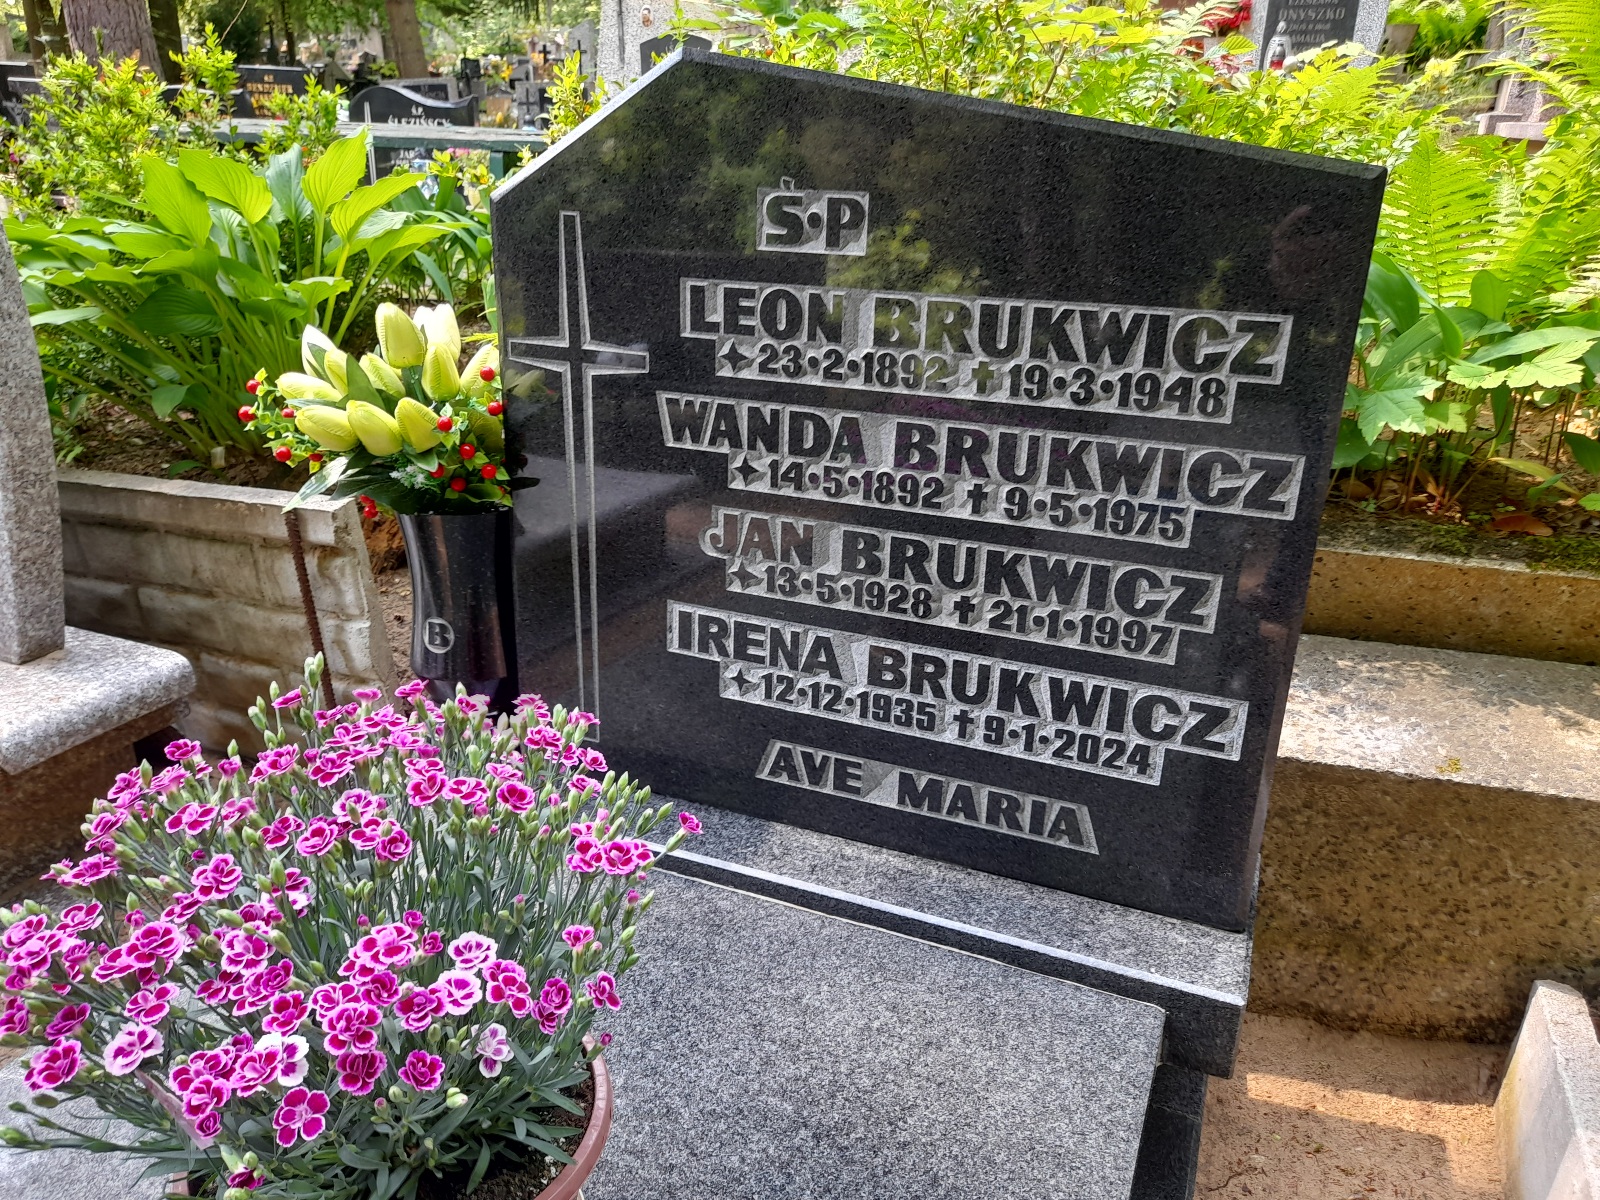 Ś·P
LEON BRUKWICZ
✦23·2·1892 ✝19·3·1948
WANDA BRUKWICZ
✦14·5·1892 ✝9·5·1975
JAN BRUKWICZ
✦13·5·1928 ✝21·1·1997
IRENA BRUKWICZ
✦12·12·1935 ✝9·1·2024
AVE MARIA
B
Ś.P.